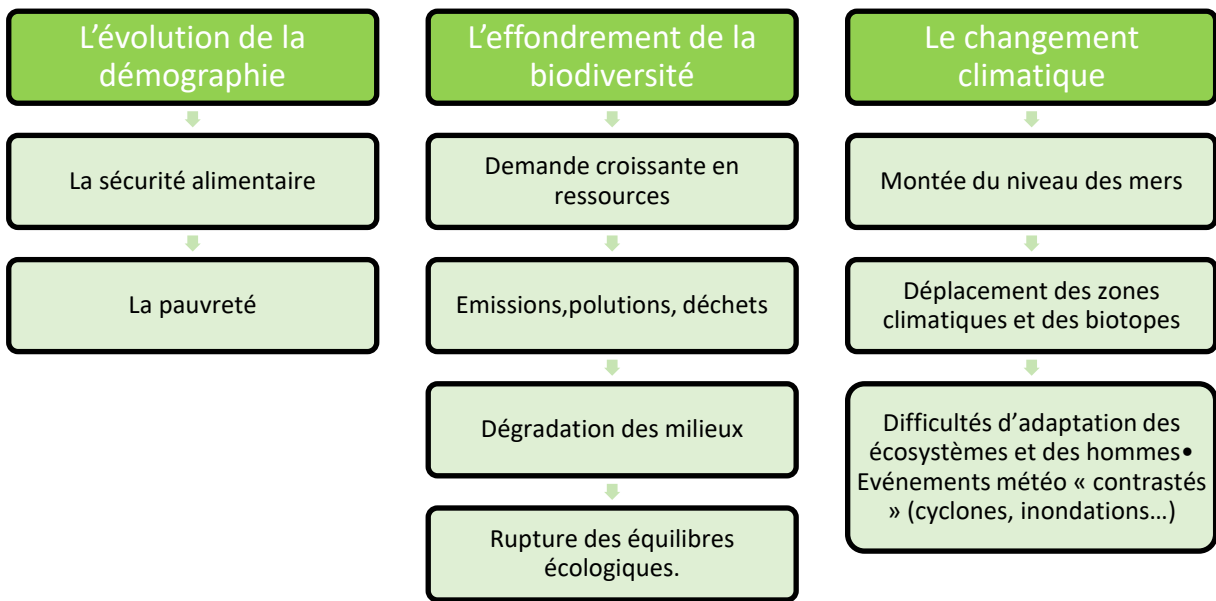 L’évolution de la
démographie
La sécurité alimentaire
La pauvreté
L’effondrement de la
biodiversité
Demande croissante en
ressources
Emissions,polutions, déchets
Dégradation des milieux
Rupture des équilibres
écologiques.
Le changement
climatique
Montée du niveau des mers
Déplacement des zones
climatiques et des biotopes
Difficultés d’adaptation des
écosystèmes et des hommes•
Evénements météo « contrastés
» (cyclones, inondations…)